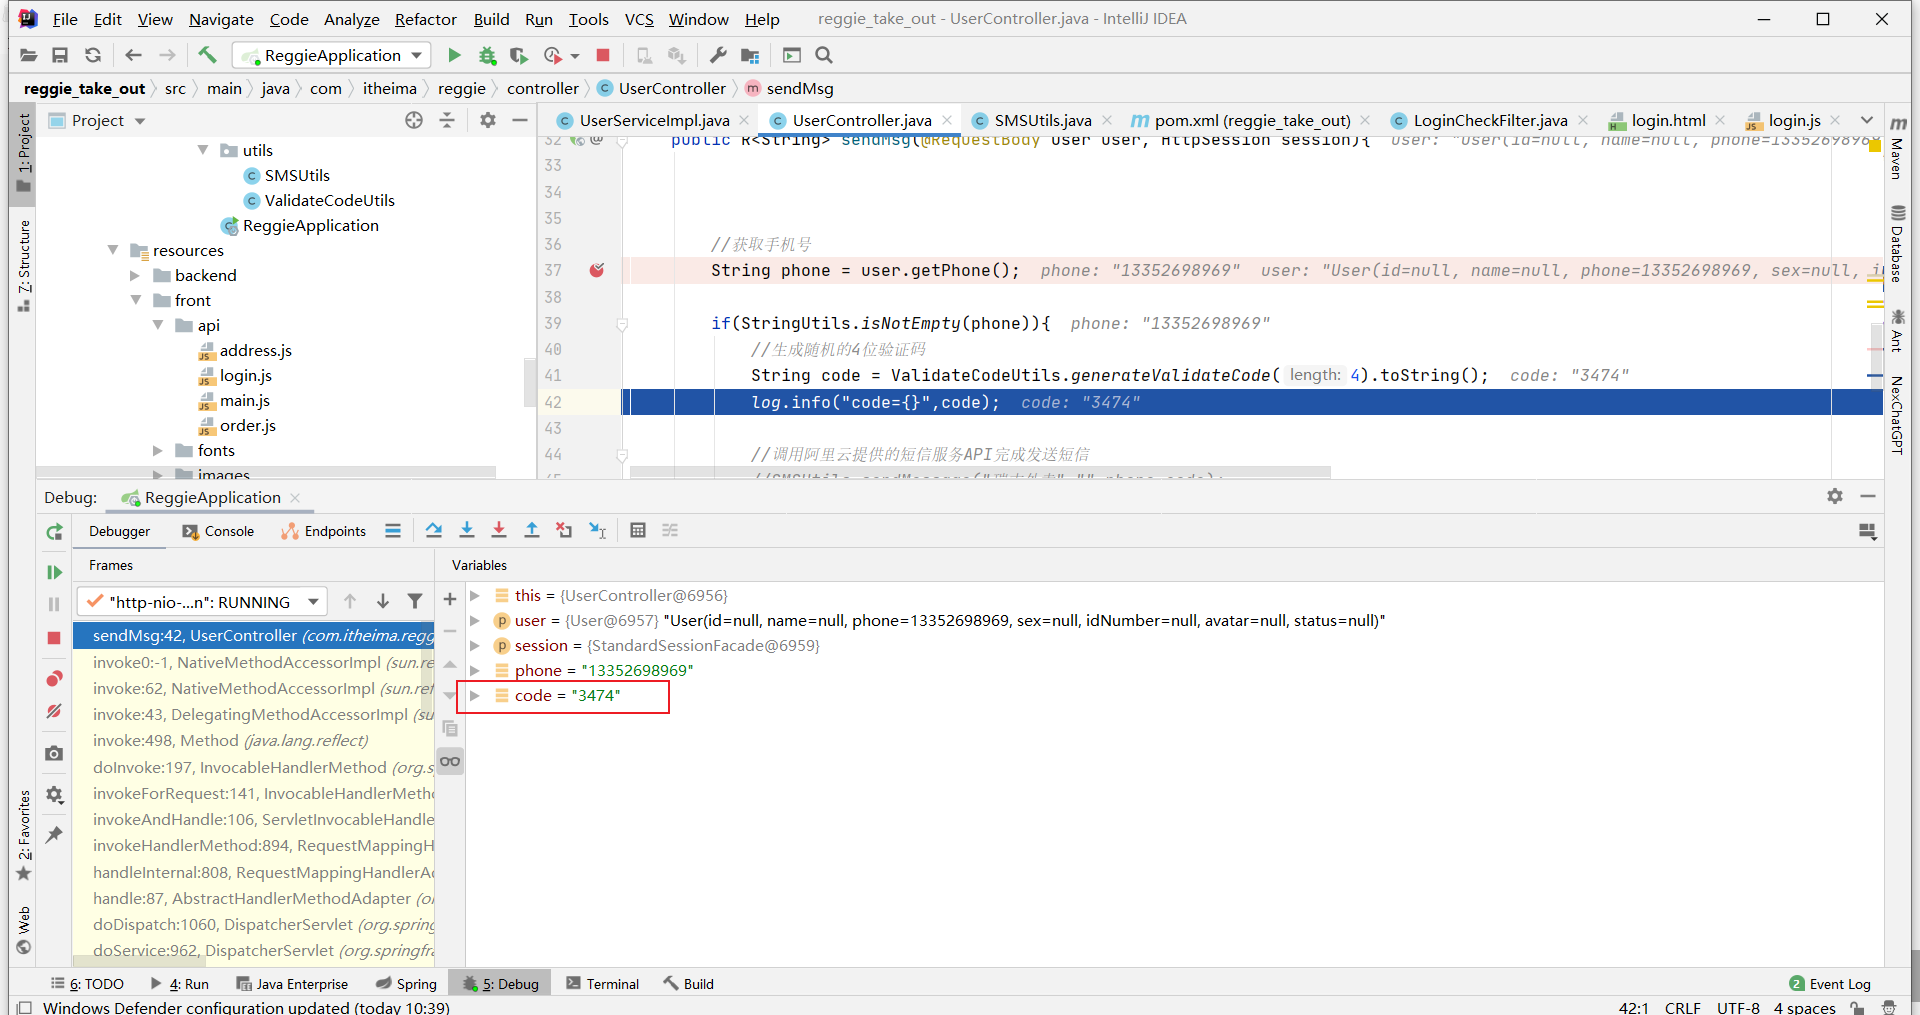 File Edit View Navigate Code Analyze Refactor Build Run Tools VCS Window Help reggie_take_out - UserController.java - IntelliJ IDEA
ReggieApplication
reggie_take_out src main java com itheima reggie controller UserController sendMsg
1: Project
7: Structure
2: Favorites
Web
Project
utils
SMSUtils
ValidateCodeUtils
ReggieApplication
resources
backend
front
api
address.js
login.js
main.js
order.js
fonts
images
UserServiceImpl.java UserController.java SMSUtils.java pom.xml (reggie_take_out) LoginCheckFilter.java login.html login.js
32 public R<String> sendMsg(@RequestBody User user, HttpSession session){ user: "User(id=null, name=null, phone=13352698969
33
34
35
36 //获取手机号
37 String phone = user.getPhone(); phone: "13352698969" user: "User(id=null, name=null, phone=13352698969, sex=null, i
38
39 if(StringUtils.isNotEmpty(phone)){ phone: "13352698969"
40 //生成随机的4位验证码
41 String code = ValidateCodeUtils.generateValidateCode( length: 4).toString(); code: "3474"
42 log.info("code={}",code); code: "3474"
43
44 //调用阿里云提供的短信服务API完成发送短信
45 //SMSUtils.sendMessage("瑞吉外卖","",phone,code);
Maven
Database
Ant
NexChatGPT
Debug: ReggieApplication
Debugger Console Endpoints
Frames
Variables
"http-nio-...n": RUNNING
sendMsg:42, UserController (com.itheima.regg
invoke0:-1, NativeMethodAccessorImpl (sun.re
invoke:62, NativeMethodAccessorImpl (sun.ref
invoke:43, DelegatingMethodAccessorImpl (su
invoke:498, Method (java.lang.reflect)
doInvoke:197, InvocableHandlerMethod (org.s
invokeForRequest:141, InvocableHandlerMetho
invokeAndHandle:106, ServletInvocableHandle
invokeHandlerMethod:894, RequestMappingH
handleInternal:808, RequestMappingHandlerAd
handle:87, AbstractHandlerMethodAdapter (or
doDispatch:1060, DispatcherServlet (org.spring
doService:962, DispatcherServlet (org.springfra
this = {UserController@6956}
user = {User@6957} "User(id=null, name=null, phone=13352698969, sex=null, idNumber=null, avatar=null, status=null)"
session = {StandardSessionFacade@6959}
phone = "13352698969"
code = "3474"
6: TODO 4: Run Java Enterprise Spring 5: Debug Terminal Build 2 Event Log
Windows Defender configuration updated (today 10:39) 42:1 CRLF UTF-8 4 spaces